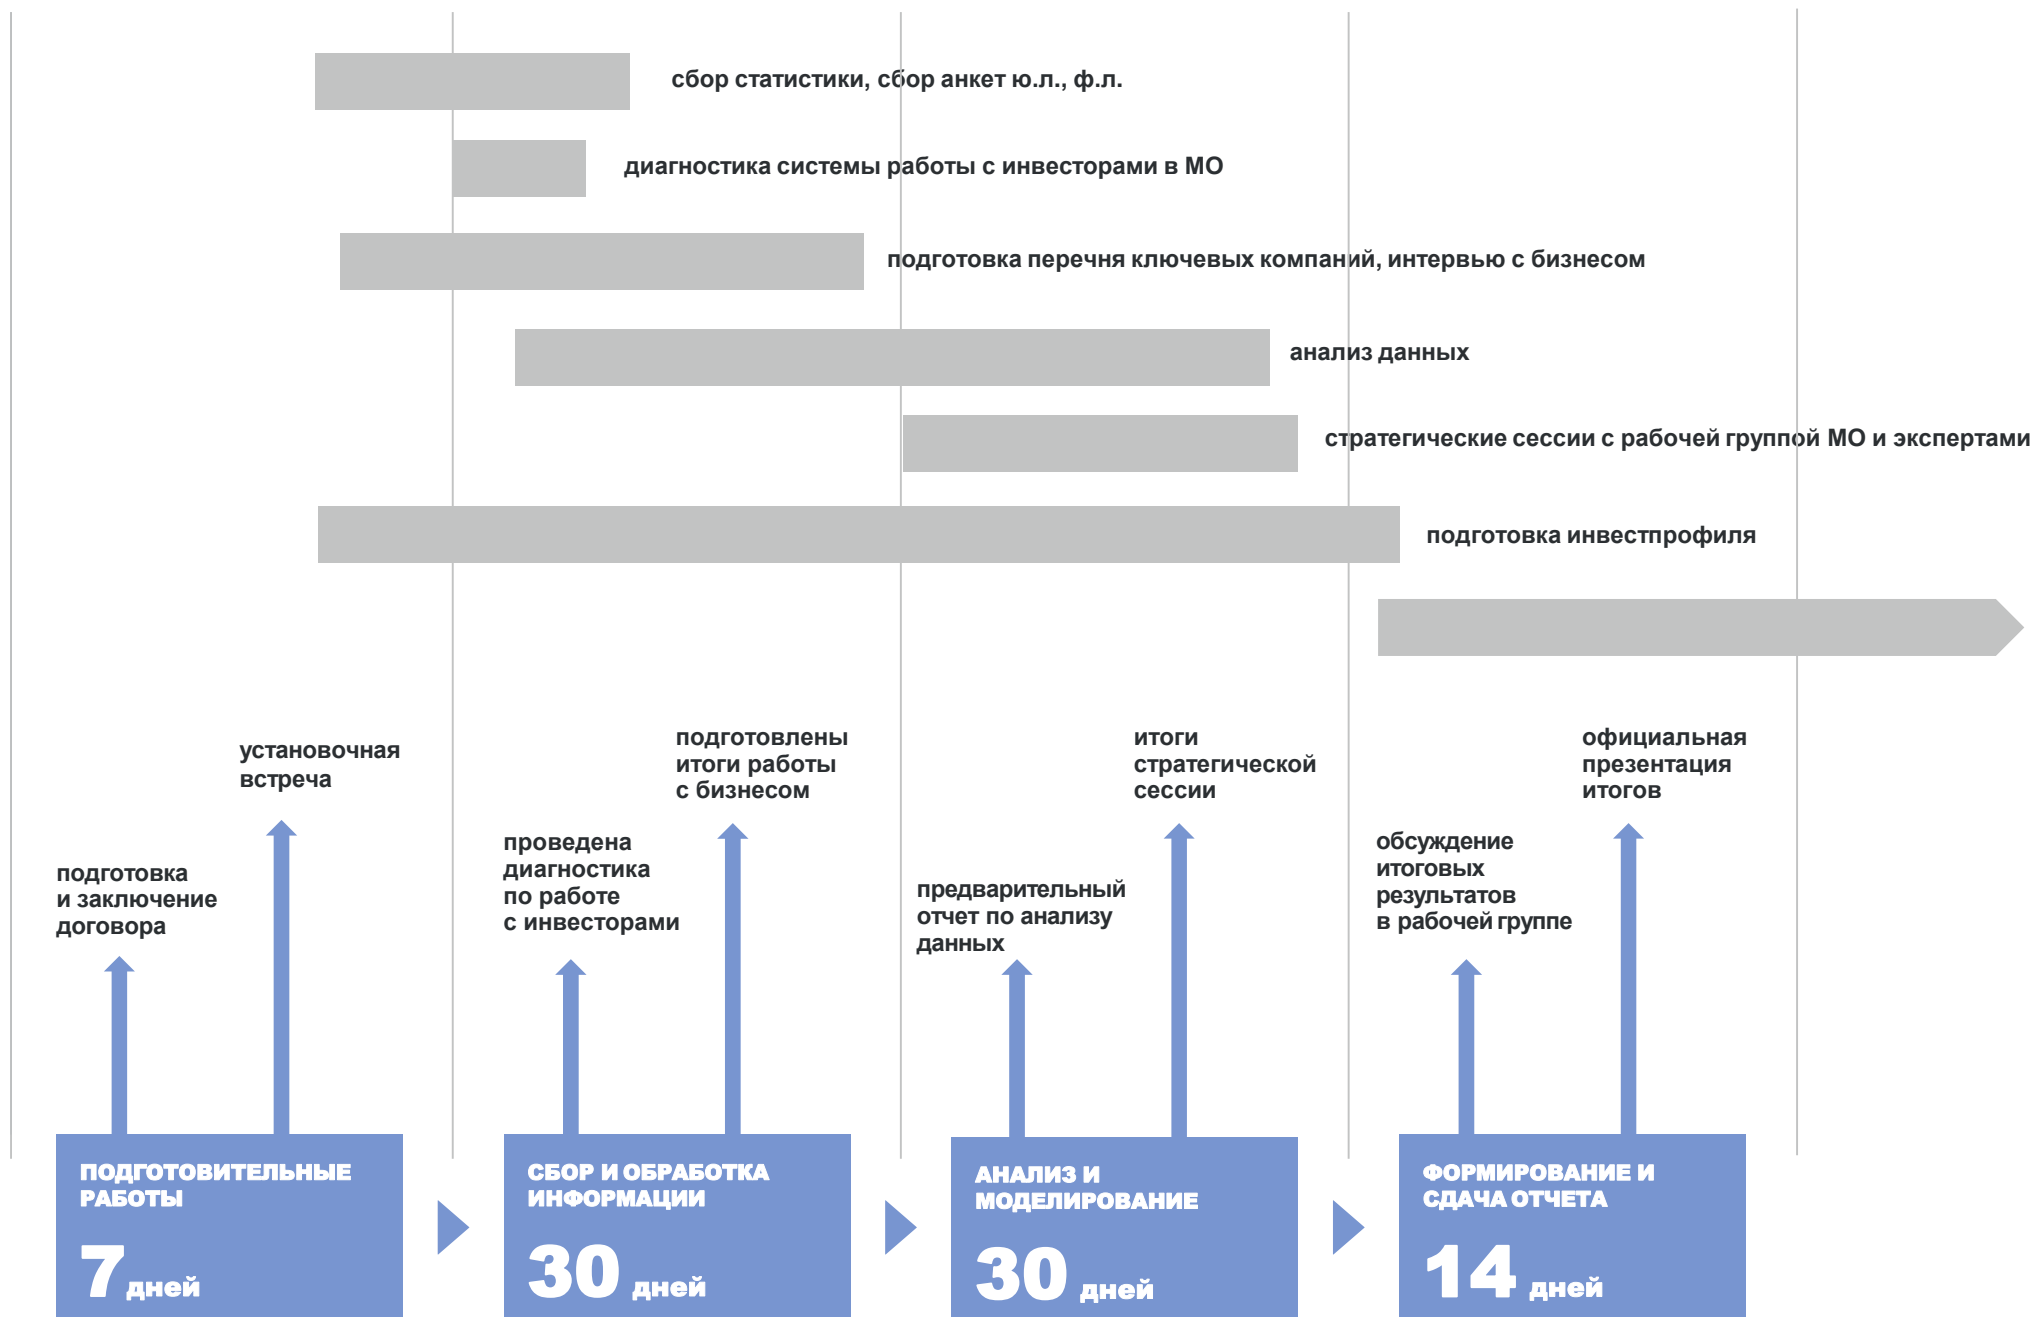 сбор статистики, сбор анкет ю.л., ф.л.
диагностика системы работы с инвесторами в МО
подготовка перечня ключевых компаний, интервью с бизнесом
анализ данных
стратегические сессии с рабочей группой МО и экспертами
подготовка инвестпрофиля
подготовка
и заключение
договора
установочная
встреча
проведена
диагностика
по работе
с инвесторами
подготовлены
итоги работы
с бизнесом
предварительный
отчет по анализу
данных
итоги
стратегической
сессии
обсуждение
итоговых
результатов
в рабочей группе
официальная
презентация
итогов
ПОДГОТОВИТЕЛЬНЫЕ
РАБОТЫ
7 дней
СБОР И ОБРАБОТКА
ИНФОРМАЦИИ
30 дней
АНАЛИЗ И
МОДЕЛИРОВАНИЕ
30 дней
ФОРМИРОВАНИЕ И
СДАЧА ОТЧЕТА
14 дней